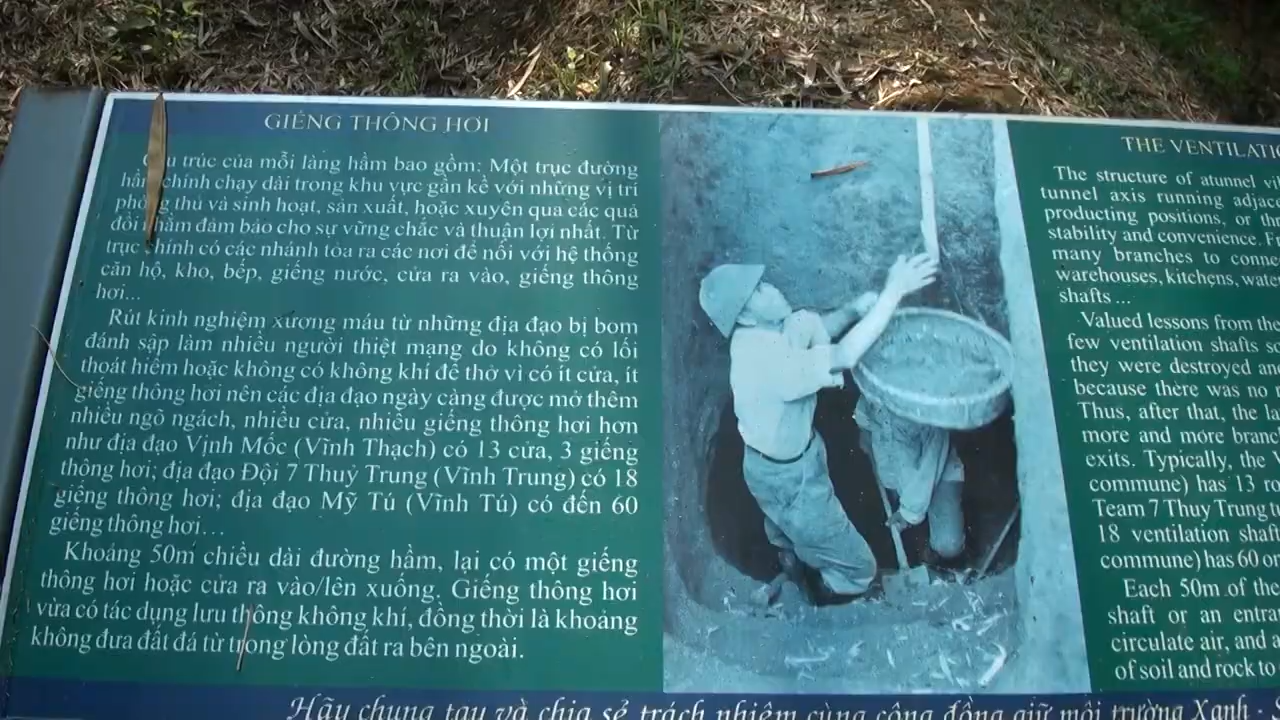 GIẾNG THÔNG HƠI
trúc của mỗi làng hầm bao gồm: Một trục đường
hầm chính chạy dài trong khu vực gần kề với những vị trí
phòng thủ và sinh hoạt, sản xuất, hoặc xuyên qua các quả
đồi nhằm đảm bảo cho sự vững chắc và thuận lợi nhất. Từ
trục chính có các nhánh tỏa ra các nơi để nối với hệ thống
căn hộ, kho, bếp, giếng nước, cửa ra vào, giếng thông
hơi...
Rút kinh nghiệm xương máu từ những địa đạo bị bom
đánh sập làm nhiều người thiệt mạng do không có lối
thoát hiểm hoặc không có không khí để thở vì có ít cửa, ít
giếng thông hơi nên các địa đạo ngày càng được mở thêm
nhiều ngõ ngách, nhiều cửa, nhiều giếng thông hơi hơn
như địa đạo Vịnh Mốc (Vĩnh Thạch) có 13 cửa, 3 giếng
thông hơi; địa đạo Đội 7 Thuỷ Trung (Vĩnh Trung) có 18
giếng thông hơi; địa đạo Mỹ Tú (Vĩnh Tú) có đến 60
giếng thông hơi...
Khoảng 50m chiều dài đường hầm, lại có một giếng
thông hơi hoặc cửa ra vào/lên xuống. Giếng thông hơi
vừa có tác dụng lưu thông không khí, đồng thời là khoảng
không đưa đất đá từ trong lòng đất ra bên ngoài.
THE VENTILATIO
The structure of atunnel vil
tunnel axis running adjac
producting positions, or th
stability and convenience. F
many branches to conne
warehouses, kitchens, wate
shafts ...
Valued lessons from the
few ventilation shafts so
they were destroyed and
because there was no
Thus, after that, the la
more and more branc
exits. Typically, the V
commune) has 13 ro
Team 7 Thuy Trung tu
18 ventilation shaft
commune) has 60 on
Each 50m of the
shaft or an entra
circulate air, and a
of soil and rock to
Hãy chung tay và chia sẻ trách nhiệm cùng cộng đồng giữ môi trường Xanh -